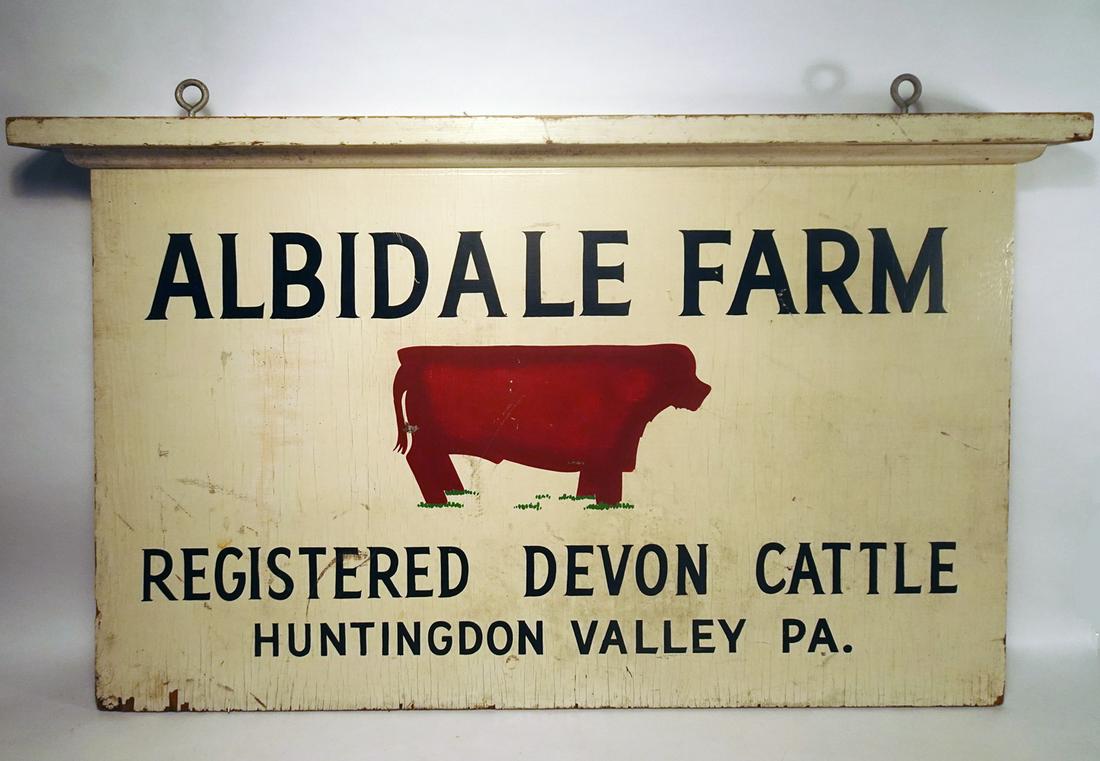 ALBIDALE FARM
REGISTERED DEVON CATTLE
HUNTINGDON VALLEY PA.